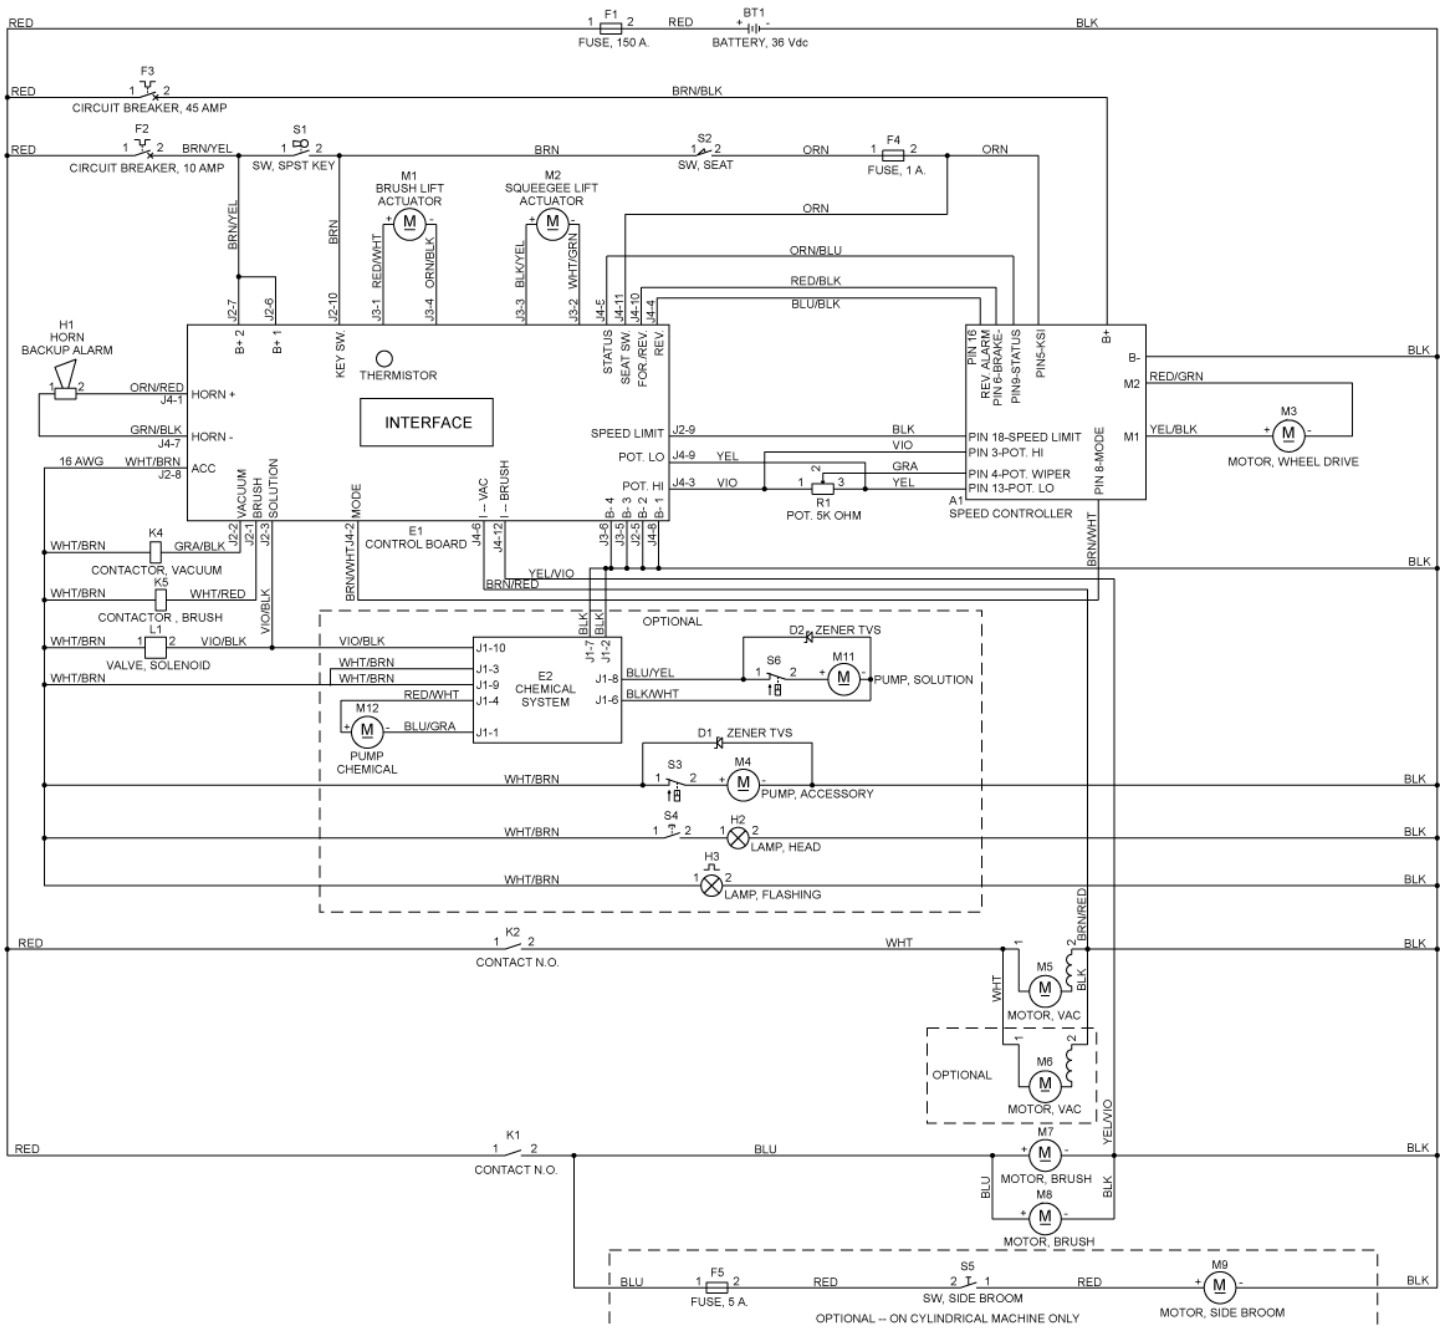 RED
F1
1 2
FUSE, 150 A.
RED
BT1
+ -
BATTERY, 36 Vdc
BLK
RED
F3
1 2
CIRCUIT BREAKER, 45 AMP
BRN/BLK
RED
F2
1 2
CIRCUIT BREAKER, 10 AMP
BRN/YEL
S1
1 2
SW, SPST KEY
BRN
S2
1 2
SW, SEAT
ORN
F4
1 2
FUSE, 1 A.
ORN
M1
BRUSH LIFT
ACTUATOR
+ M -
M2
SQUEEGEE LIFT
ACTUATOR
+ M -
ORN
ORN/BLU
RED/BLK
BLU/BLK
BRN/YEL
BRN
RED/WHT
ORN/BLK
BLK/YEL
WHT/GRN
J2-7
J2-6
J2-10
J3-1
J3-4
J3-3
J3-2
J4-5
J4-11
J4-10
J4-4
B+ 2
B+ 1
KEY SW.
STATUS
SEAT SW.
FOR./REV.
REV.
THERMISTOR
INTERFACE
H1
HORN
BACKUP ALARM
1 2
ORN/RED
J4-1
HORN +
GRN/BLK
J4-7
HORN -
16 AWG
WHT/BRN
J2-8
ACC
VACUUM
BRUSH
SOLUTION
MODE
I -- VAC
I -- BRUSH
SPEED LIMIT
POT. LO
POT. HI
B- 4
B- 3
B- 2
B- 1
J2-9
J4-9
J4-3
BLK
YEL
VIO
VIO
GRA
YEL
1 2 3
R1
POT. 5K OHM
PIN 16
REV. ALARM
PIN 6-BRAKE-
PIN9-STATUS
PIN5-KSI
B+
B-
M2
M1
PIN 18-SPEED LIMIT
PIN 3-POT. HI
PIN 4-POT. WIPER
PIN 13-POT. LO
PIN 8-MODE
A1
SPEED CONTROLLER
BLK
RED/GRN
YEL/BLK
M3
+ M -
MOTOR, WHEEL DRIVE
J2-2
J2-1
J2-3
J4-2
E1
CONTROL BOARD
J4-6
J4-12
J3-6
J3-5
J2-5
J4-8
BRN/WHT
BRN/WHT
WHT/BRN
K4
GRA/BLK
CONTACTOR, VACUUM
WHT/BRN
K5
WHT/RED
CONTACTOR , BRUSH
VIO/BLK
WHT/BRN
L1
1 2
VIO/BLK
VALVE, SOLENOID
WHT/BRN
YEL/VIO
BRN/RED
BLK
OPTIONAL
BLK
BLK
J1-7
J1-2
VIO/BLK
J1-10
WHT/BRN
J1-3
WHT/BRN
J1-9
RED/WHT
J1-4
BLU/GRA
J1-1
E2
CHEMICAL
SYSTEM
J1-8
J1-6
BLU/YEL
BLK/WHT
M12
+ M -
PUMP
CHEMICAL
D2
ZENER TVS
S6
1 2
M11
+ M -
PUMP, SOLUTION
D1
ZENER TVS
WHT/BRN
S3
1 2
M4
+ M -
PUMP, ACCESSORY
BLK
WHT/BRN
S4
1 2
H2
1 2
LAMP, HEAD
BLK
WHT/BRN
H3
1 2
LAMP, FLASHING
BLK
RED
K2
1 2
CONTACT N.O.
WHT
BRN/RED
BLK
1 2
M5
M
MOTOR, VAC
BLK
WHT
OPTIONAL
1 2
M6
M
MOTOR, VAC
YEL/VIO
RED
K1
1 2
CONTACT N.O.
BLU
M7
+ M -
MOTOR, BRUSH
BLK
BLU
M8
+ M -
MOTOR, BRUSH
BLK
BLU
F5
1 2
FUSE, 5 A.
RED
S5
2 1
SW, SIDE BROOM
RED
M9
+ M -
MOTOR, SIDE BROOM
BLK
OPTIONAL -- ON CYLINDRICAL MACHINE ONLY